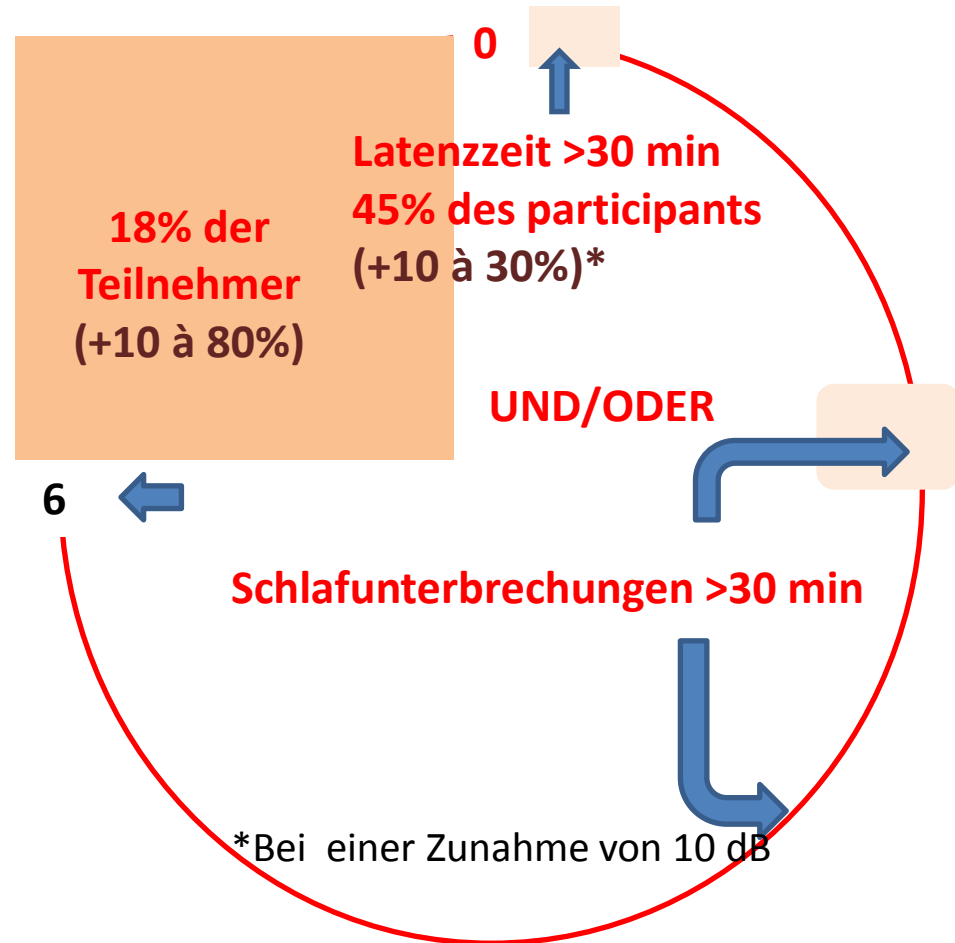 0
Latenzzeit >30 min
45% des participants
(+10 à 30%)*
18% der
Teilnehmer
(+10 à 80%)
UND/ODER
6
Schlafunterbrechungen >30 min
*Bei einer Zunahme von 10 dB